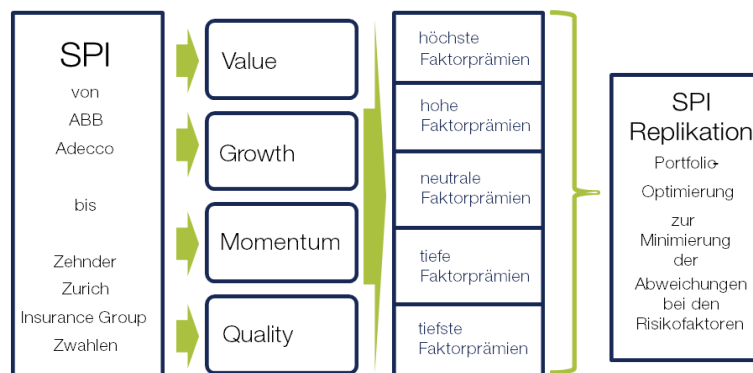 SPI
von
ABB
Adecco
bis
Zehnder
Zurich
Insurance Group
Zwahlen
Value
Growth
Momentum
Quality
höchste
Faktorprämien
hohe
Faktorprämien
neutrale
Faktorprämien
tiefe
Faktorprämien
tiefste
Faktorprämien
SPI
Replikation
Portfolio-
Optimierung
zur
Minimierung
der
Abweichungen
bei den
Risikofaktoren